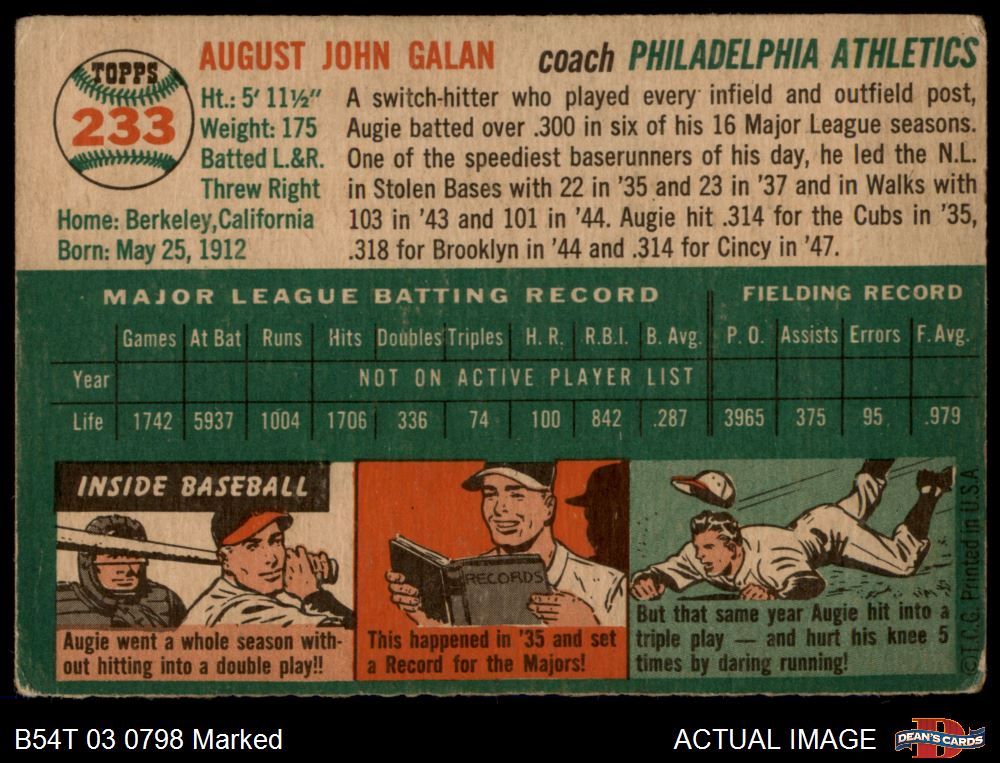 TOPPS
233
AUGUST JOHN GALAN coach PHILADELPHIA ATHLETICS
Ht.: 5' 11½"
Weight: 175
Batted L.&R.
Threw Right
Home: Berkeley, California
Born: May 25, 1912
A switch-hitter who played every infield and outfield post,
Augie batted over .300 in six of his 16 Major League seasons.
One of the speediest baserunners of his day, he led the N.L.
in Stolen Bases with 22 in '35 and 23 in '37 and in Walks with
103 in '43 and 101 in '44. Augie hit .314 for the Cubs in '35,
.318 for Brooklyn in '44 and .314 for Cincy in '47.
MAJOR LEAGUE BATTING RECORD FIELDING RECORD
Games At Bat Runs Hits Doubles Triples H. R. R.B.I. B. Avg. P. O. Assists Errors F. Avg.
Year NOT ON ACTIVE PLAYER LIST
Life 1742 5937 1004 1706 336 74 100 842 .287 3965 375 95 .979
INSIDE BASEBALL
Augie went a whole season with-
out hitting into a double play!!
RECORDS
This happened in '35 and set
a Record for the Majors!
But that same year Augie hit into a
triple play — and hurt his knee 5
times by daring running!
©T.C.G. Printed in U.S.A
B54T 03 0798 Marked
ACTUAL IMAGE
DEAN'S CARDS